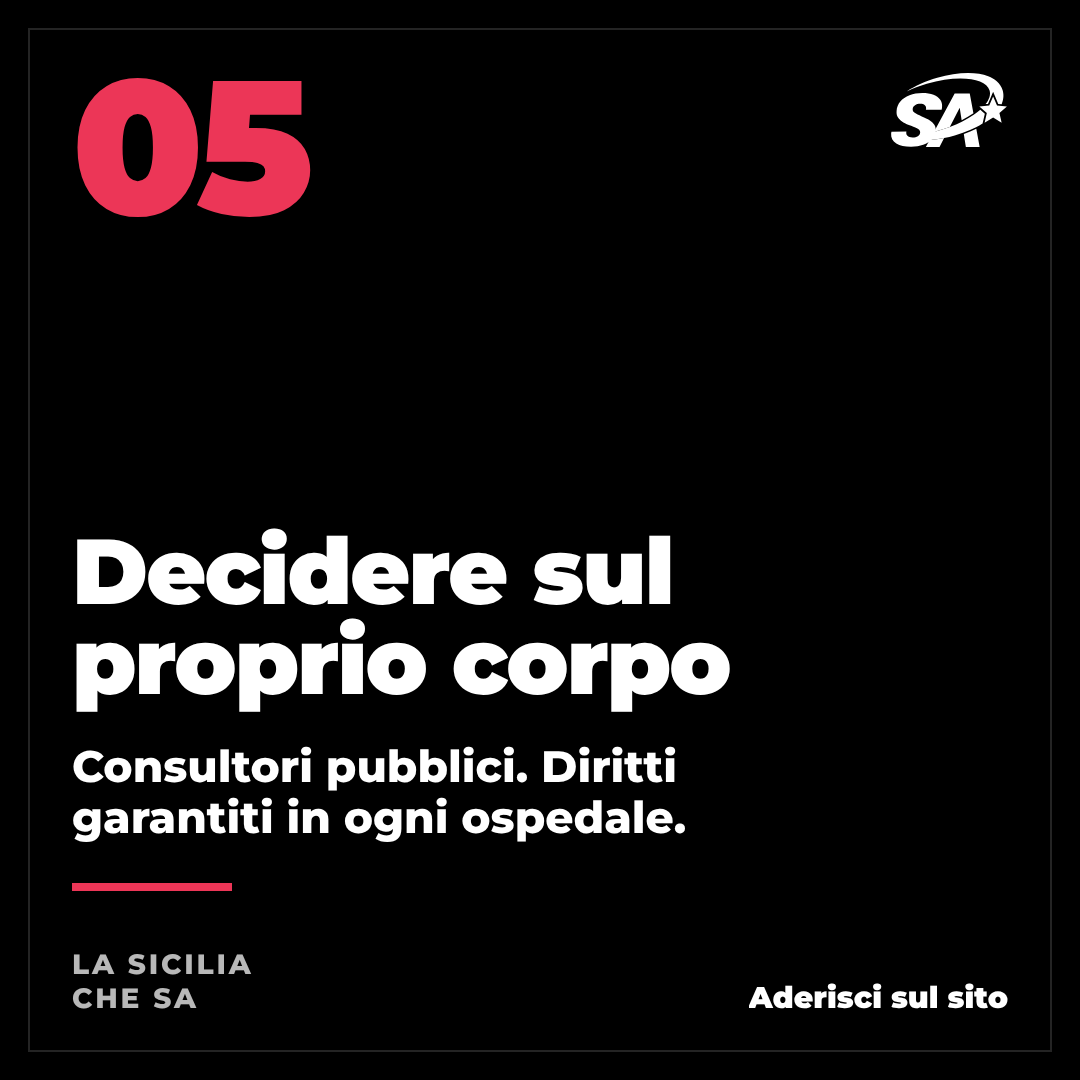 05
SA
Decidere sul
proprio corpo
Consultori pubblici. Diritti
garantiti in ogni ospedale.
LA SICILIA
CHE SA
Aderisci sul sito